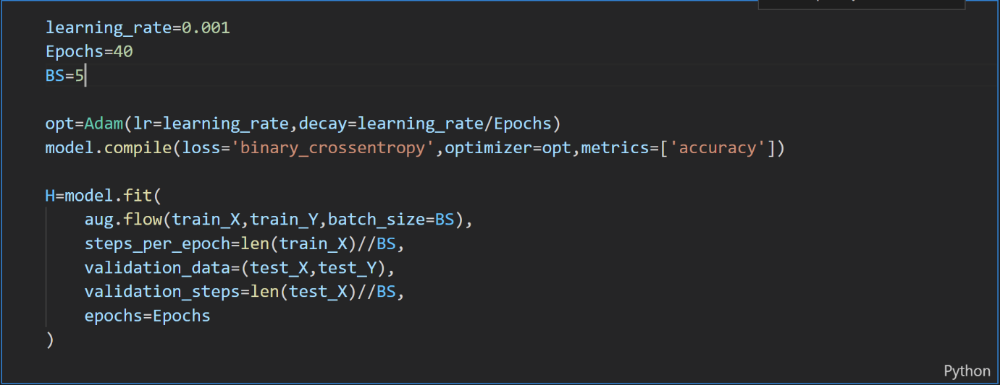 learning_rate=0.001
Epochs=40
BS=5
opt=Adam(lr=learning_rate,decay=learning_rate/Epochs)
model.compile(loss='binary_crossentropy',optimizer=opt,metrics=['accuracy'])
H=model.fit(
    aug.flow(train_X,train_Y,batch_size=BS),
    steps_per_epoch=len(train_X)//BS,
    validation_data=(test_X,test_Y),
    validation_steps=len(test_X)//BS,
    epochs=Epochs
)
Python